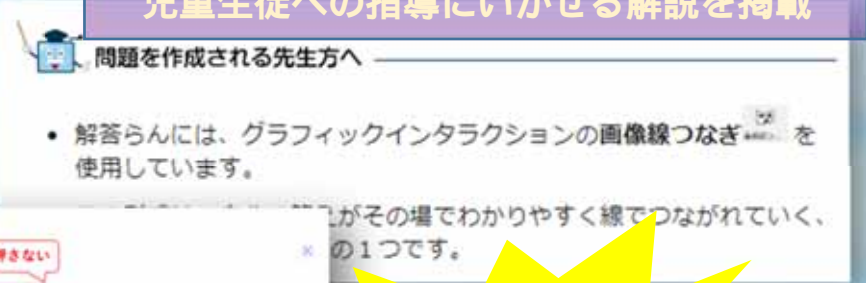 児童生徒への指導にいかせる解説を掲載
問題を作成される先生方へ
• 解答らんには、グラフィックインタラクションの画像線つなぎ を
使用しています。
がその場でわかりやすく線でつながれていく、
の1つです。
さない
×